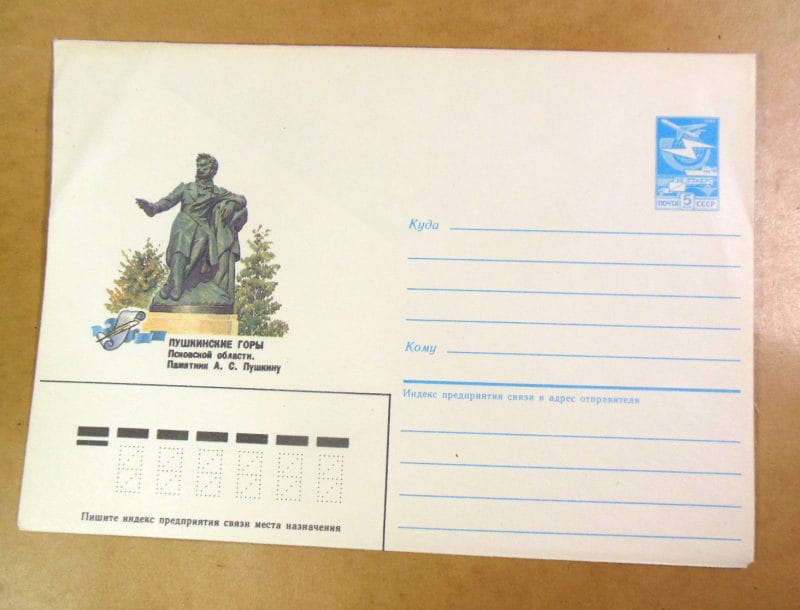 ПОЧТА 5 СССР
Куда
ПУШКИНСКИЕ ГОРЫ
Псковской области.
Памятник А. С. Пушкину
Кому
Индекс предприятия связи и адрес отправителя
Пишите индекс предприятия связи места назначения